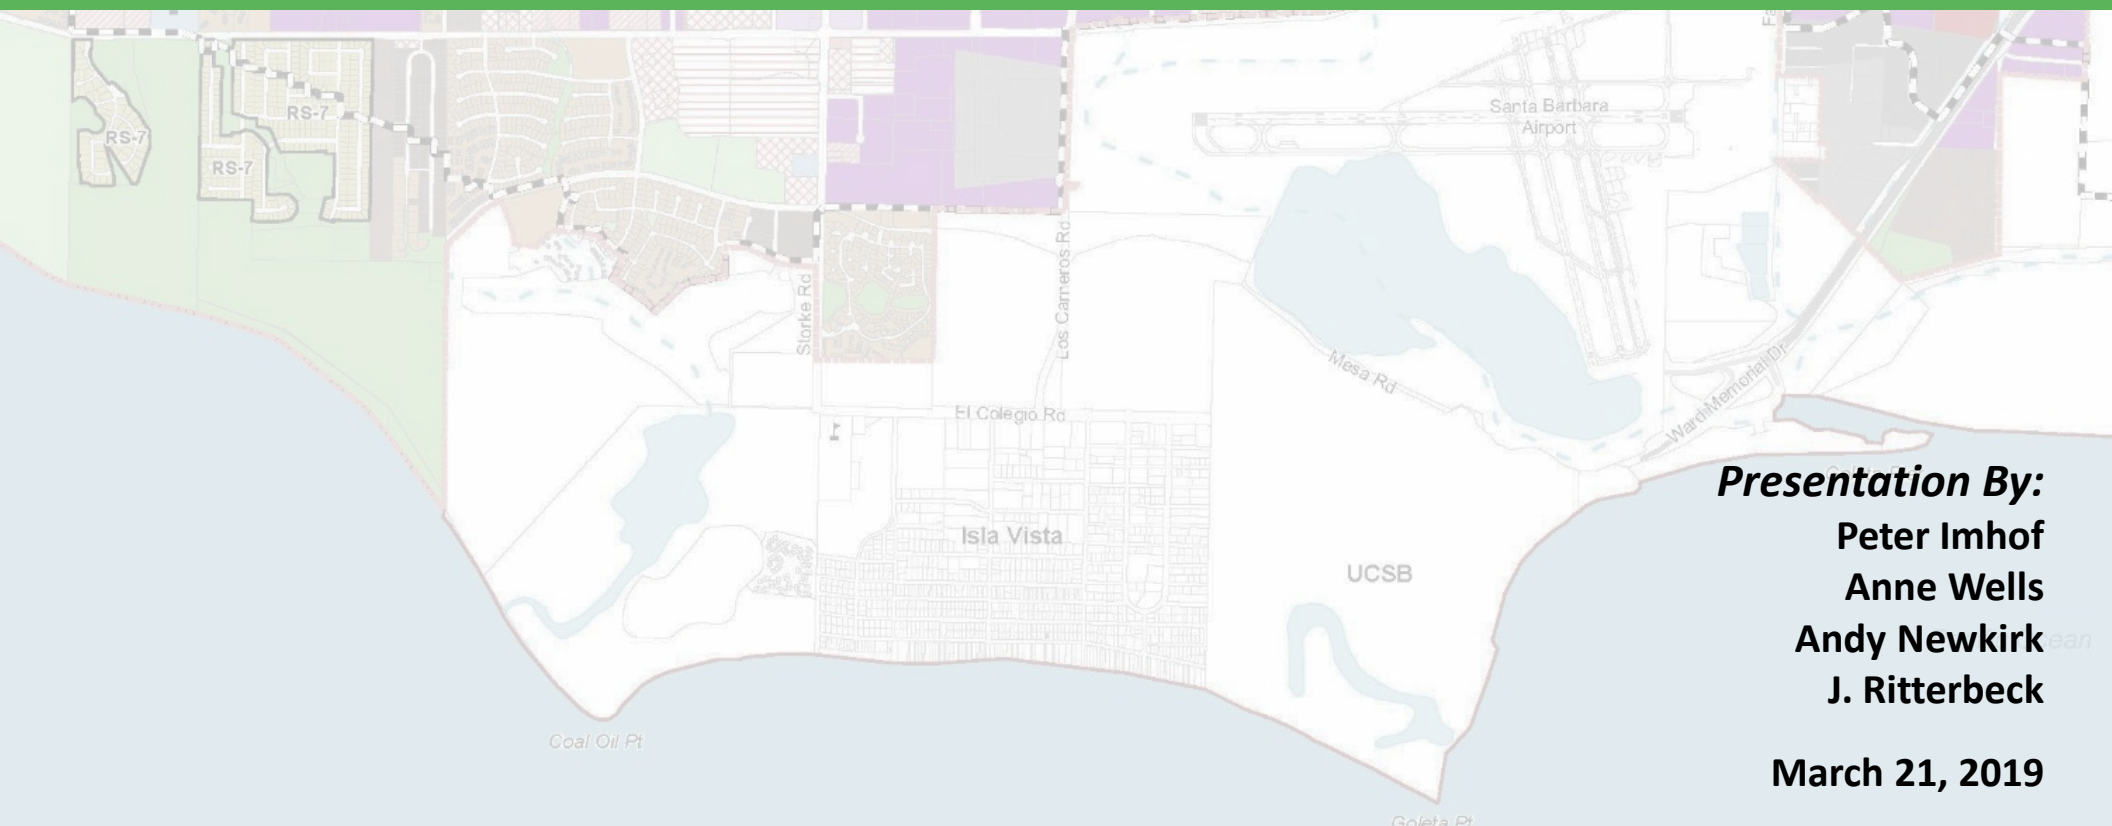 Santa Barbara
Airport
RS-7
RS-7
RS-7
Storke Rd
Los Carneros Rd
Mesa Rd
Ward Memorial Dr
El Colegio Rd
Isla Vista
UCSB
Coal Oil Pt
Goleta Pt
Presentation By:
Peter Imhof
Anne Wells
Andy Newkirk
J. Ritterbeck
March 21, 2019